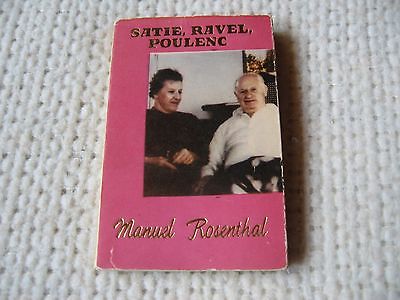 SATIE, RAVEL,
POULENC
Manuel Rosenthal